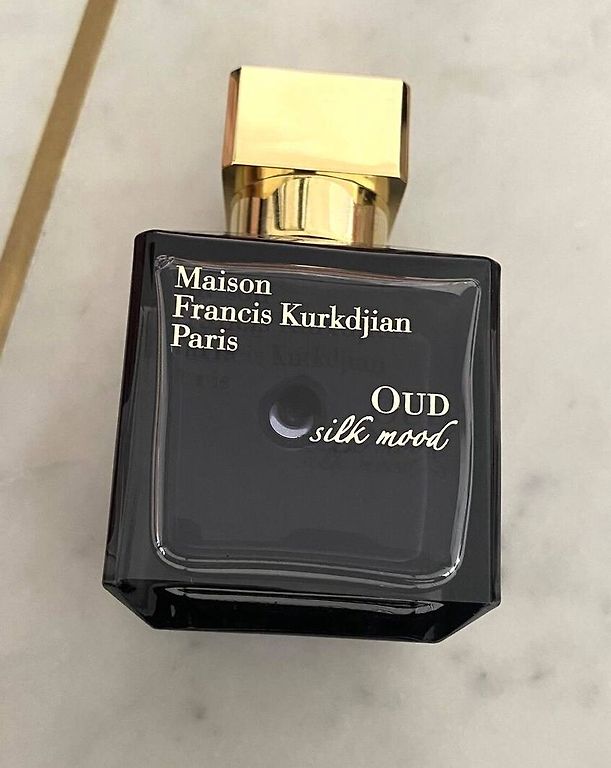 Maison
Francis Kurkdjian
Paris
OUD
silk mood